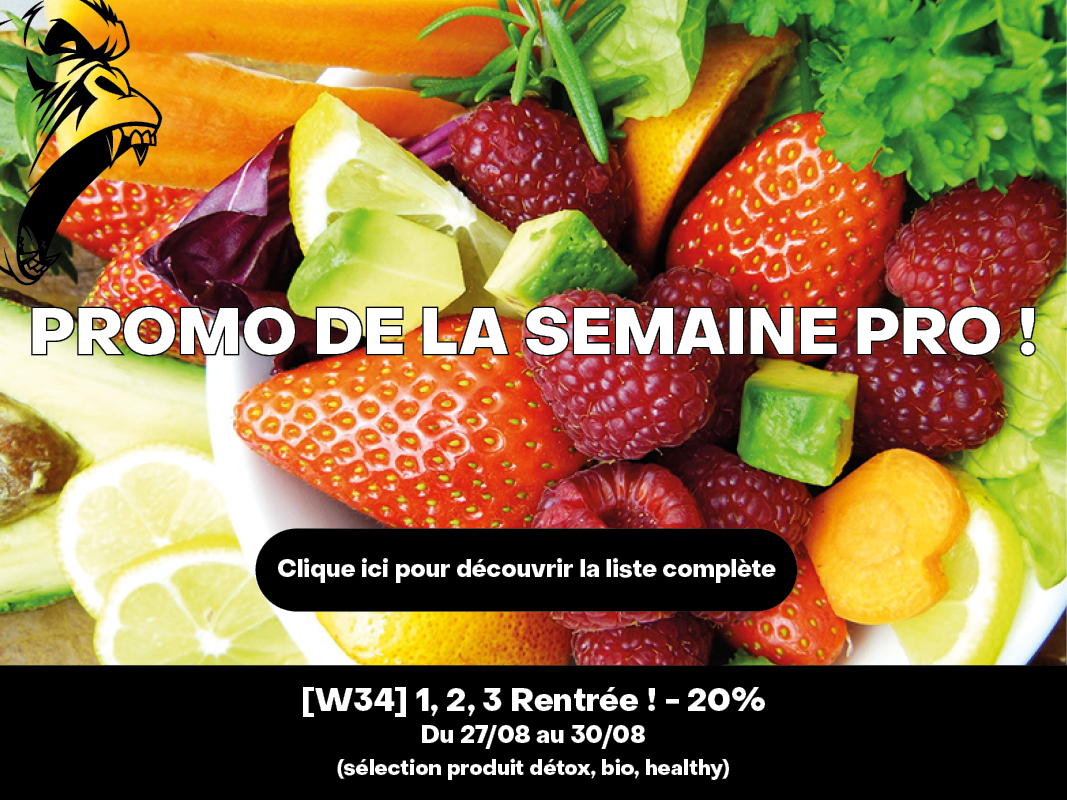 PROMO DE LA SEMAINE PRO !
Clique ici pour découvrir la liste complète
[W34] 1, 2, 3 Rentrée ! - 20%
Du 27/08 au 30/08
(sélection produit détox, bio, healthy)